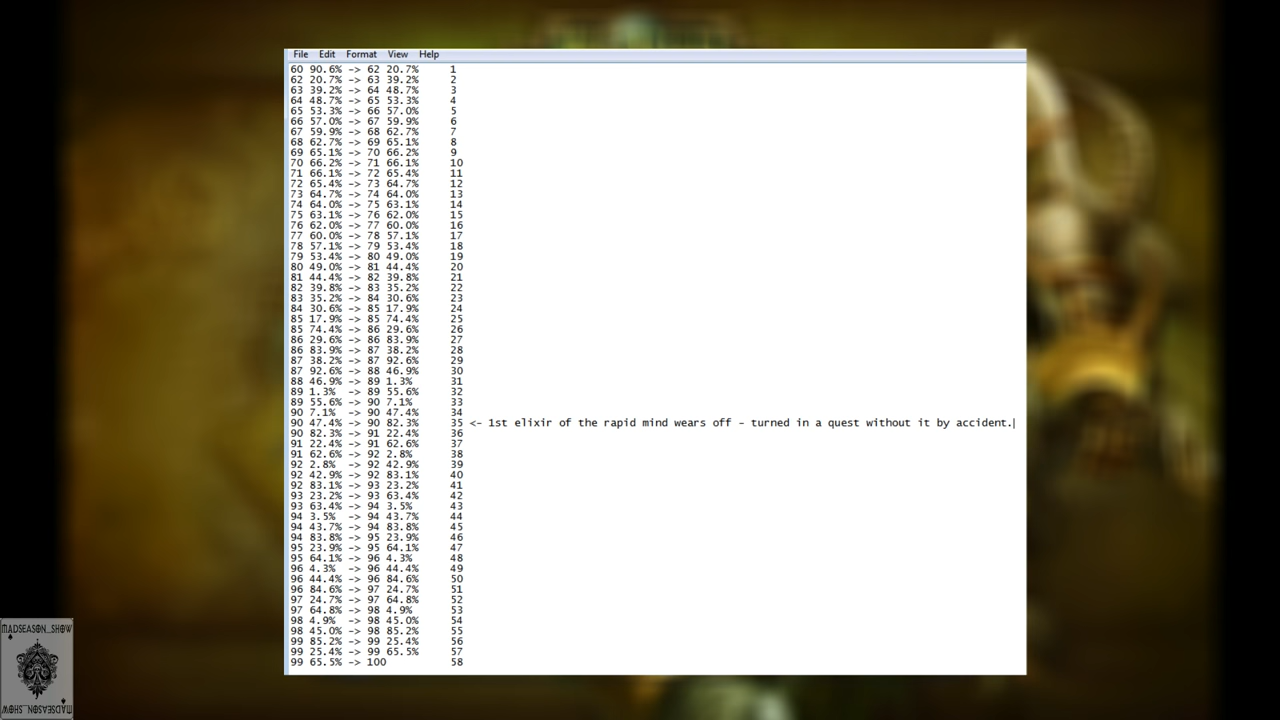 File Edit Format View Help
60 90.6% -> 62 20.7% 1
62 20.7% -> 63 39.2% 2
63 39.2% -> 64 48.7% 3
64 48.7% -> 65 53.3% 4
65 53.3% -> 66 57.0% 5
66 57.0% -> 67 59.9% 6
67 59.9% -> 68 62.7% 7
68 62.7% -> 69 65.1% 8
69 65.1% -> 70 66.2% 9
70 66.2% -> 71 66.1% 10
71 66.1% -> 72 65.4% 11
72 65.4% -> 73 64.7% 12
73 64.7% -> 74 64.0% 13
74 64.0% -> 75 63.1% 14
75 63.1% -> 76 62.0% 15
76 62.0% -> 77 60.0% 16
77 60.0% -> 78 57.1% 17
78 57.1% -> 79 53.4% 18
79 53.4% -> 80 49.0% 19
80 49.0% -> 81 44.4% 20
81 44.4% -> 82 39.8% 21
82 39.8% -> 83 35.2% 22
83 35.2% -> 84 30.6% 23
84 30.6% -> 85 17.9% 24
85 17.9% -> 85 74.4% 25
85 74.4% -> 86 29.6% 26
86 29.6% -> 86 83.9% 27
86 83.9% -> 87 38.2% 28
87 38.2% -> 87 92.6% 29
87 92.6% -> 88 46.9% 30
88 46.9% -> 89 1.3% 31
89 1.3% -> 89 55.6% 32
89 55.6% -> 90 7.1% 33
90 7.1% -> 90 47.4% 34
90 47.4% -> 90 82.3% 35 <- 1st elixir of the rapid mind wears off - turned in a quest without it by accident.
90 82.3% -> 91 22.4% 36
91 22.4% -> 91 62.6% 37
91 62.6% -> 92 2.8% 38
92 2.8% -> 92 42.9% 39
92 42.9% -> 92 83.1% 40
92 83.1% -> 93 23.2% 41
93 23.2% -> 93 63.4% 42
93 63.4% -> 94 3.5% 43
94 3.5% -> 94 43.7% 44
94 43.7% -> 94 83.8% 45
94 83.8% -> 95 23.9% 46
95 23.9% -> 95 64.1% 47
95 64.1% -> 96 4.3% 48
96 4.3% -> 96 44.4% 49
96 44.4% -> 96 84.6% 50
96 84.6% -> 97 24.7% 51
97 24.7% -> 97 64.8% 52
97 64.8% -> 98 4.9% 53
98 4.9% -> 98 45.0% 54
98 45.0% -> 98 85.2% 55
99 85.2% -> 99 25.4% 56
99 25.4% -> 99 65.5% 57
99 65.5% -> 100 58
MADSEASON_SHOW
MADSEASON_SHOW